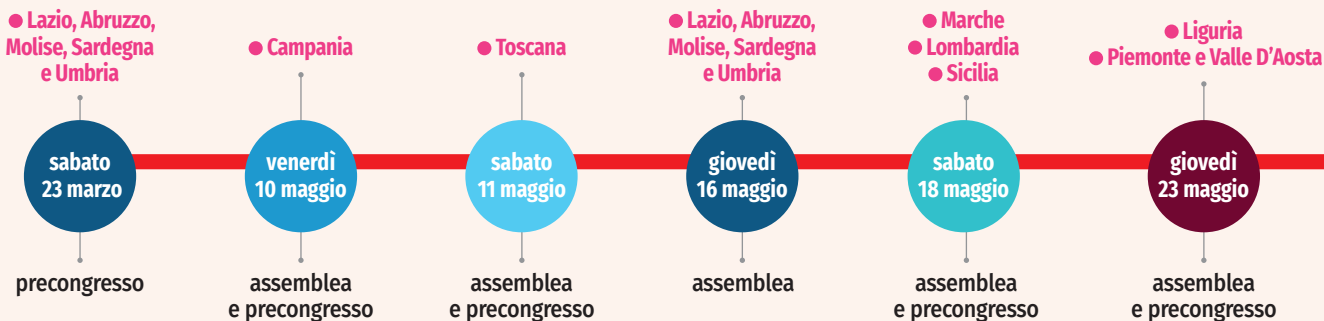 ● Lazio, Abruzzo,
Molise, Sardegna
e Umbria
sabato
23 marzo
precongresso
● Campania
venerdì
10 maggio
assemblea
e precongresso
● Toscana
sabato
11 maggio
assemblea
e precongresso
● Lazio, Abruzzo,
Molise, Sardegna
e Umbria
giovedì
16 maggio
assemblea
● Marche
● Lombardia
● Sicilia
sabato
18 maggio
assemblea
e precongresso
● Liguria
● Piemonte e Valle D’Aosta
giovedì
23 maggio
assemblea
e precongresso